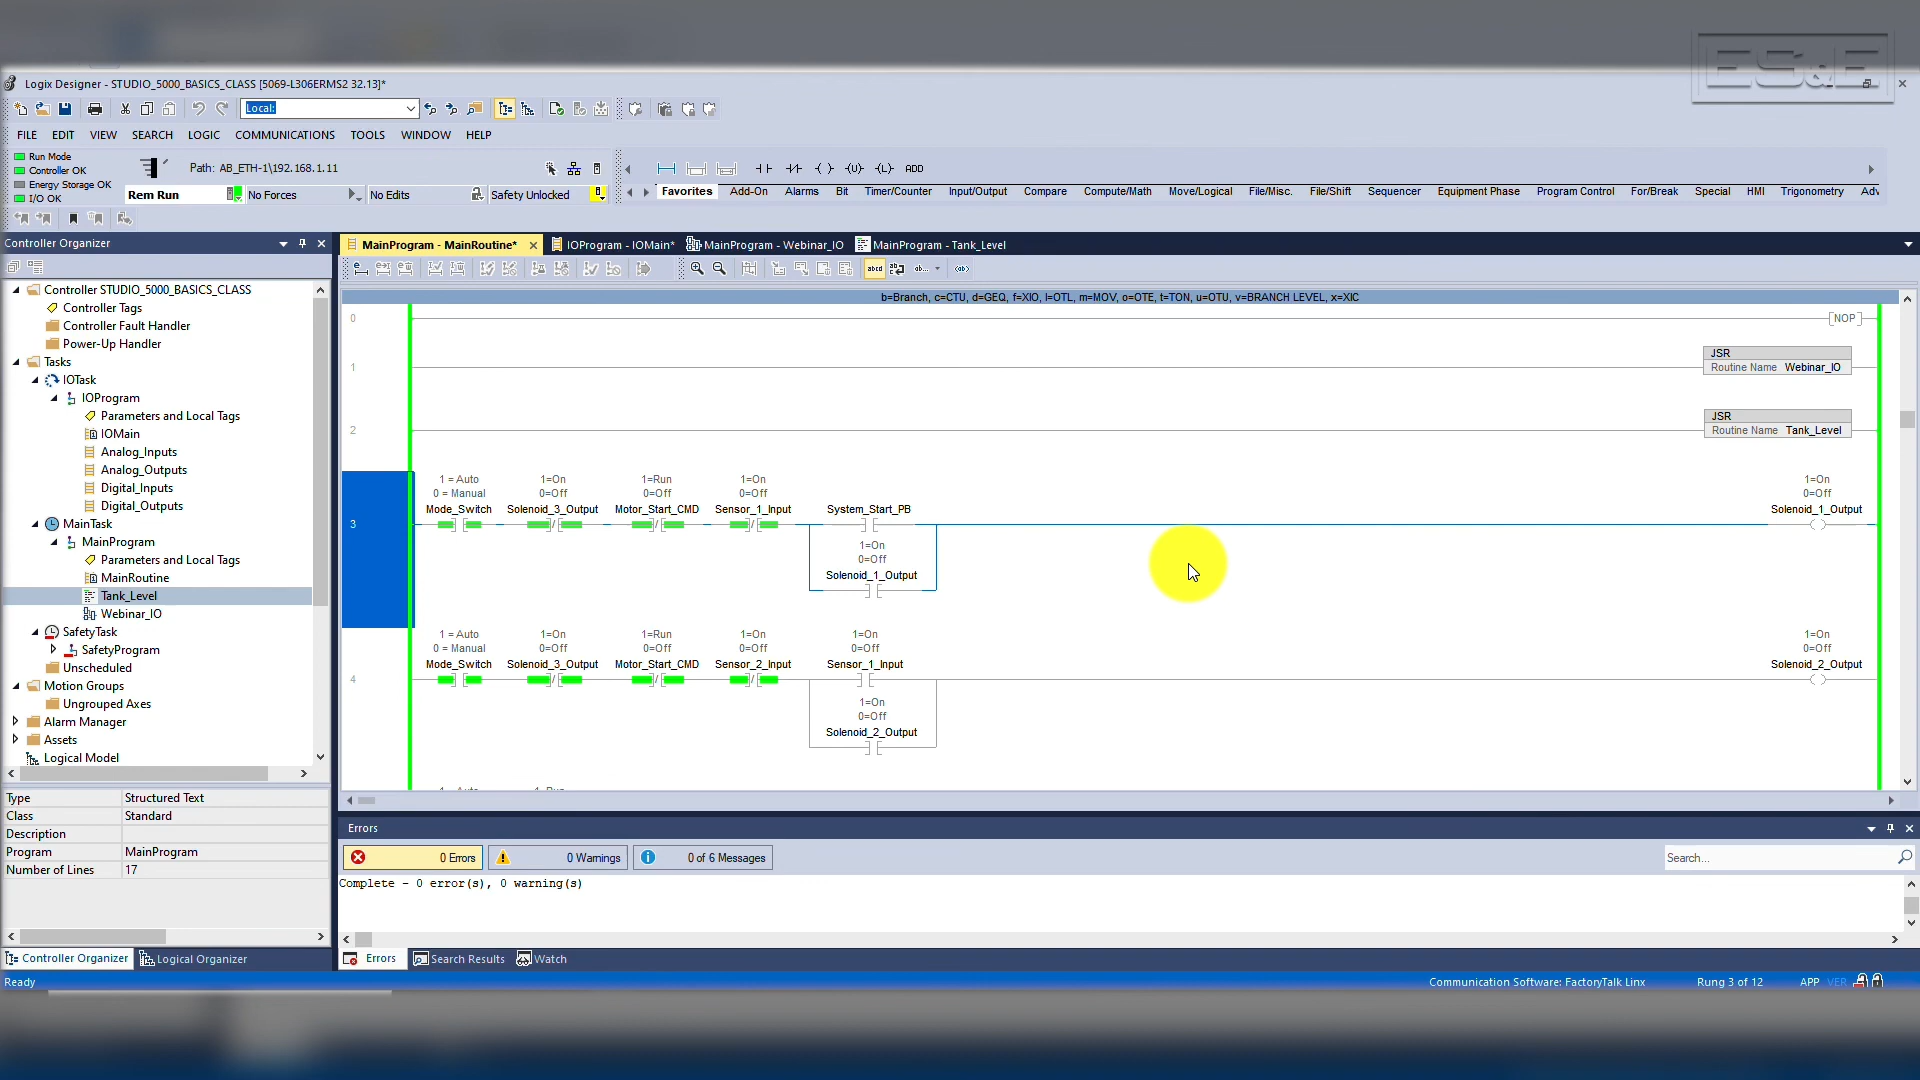 ES&E
Logix Designer - STUDIO_5000_BASICS_CLASS [5069-L306ERMS2 32.13]*
Local:
FILE EDIT VIEW SEARCH LOGIC COMMUNICATIONS TOOLS WINDOW HELP
Run Mode
Controller OK
Energy Storage OK
I/O OK
Path: AB_ETH-1\192.168.1.11
Rem Run No Forces No Edits Safety Unlocked
(U) (L) ADD
Favorites Add-On Alarms Bit Timer/Counter Input/Output Compare Compute/Math Move/Logical File/Misc. File/Shift Sequencer Equipment Phase Program Control For/Break Special HMI Trigonometry Adv
Controller Organizer
MainProgram - MainRoutine* IOProgram - IOMain* MainProgram - Webinar_IO MainProgram - Tank_Level
Controller STUDIO_5000_BASICS_CLASS
Controller Tags
Controller Fault Handler
Power-Up Handler
Tasks
IOTask
IOProgram
Parameters and Local Tags
IOMain
Analog_Inputs
Analog_Outputs
Digital_Inputs
Digital_Outputs
MainTask
MainProgram
Parameters and Local Tags
MainRoutine
Tank_Level
Webinar_IO
SafetyTask
SafetyProgram
Unscheduled
Motion Groups
Ungrouped Axes
Alarm Manager
Assets
Logical Model
Type Structured Text
Class Standard
Description
Program MainProgram
Number of Lines 17
Controller Organizer Logical Organizer
b=Branch, c=CTU, d=GEQ, f=XIO, l=OTL, m=MOV, o=OTE, t=TON, u=OTU, v=BRANCH LEVEL, x=XIC
0 NOP
JSR
1 Routine Name Webinar_IO
JSR
2 Routine Name Tank_Level
1 = Auto 1=On 1=Run 1=On 1=On
0 = Manual 0=Off 0=Off 0=Off 0=Off
Mode_Switch Solenoid_3_Output Motor_Start_CMD Sensor_1_Input System_Start_PB Solenoid_1_Output
3
1=On
0=Off
Solenoid_1_Output
1 = Auto 1=On 1=Run 1=On 1=On 1=On
0 = Manual 0=Off 0=Off 0=Off 0=Off 0=Off
Mode_Switch Solenoid_3_Output Motor_Start_CMD Sensor_2_Input Sensor_1_Input Solenoid_2_Output
4
1=On
0=Off
Solenoid_2_Output
Errors
0 Errors 0 Warnings 0 of 6 Messages Search...
Complete - 0 error(s), 0 warning(s)
Errors Search Results Watch
Ready Communication Software: FactoryTalk Linx Rung 3 of 12 APP VER